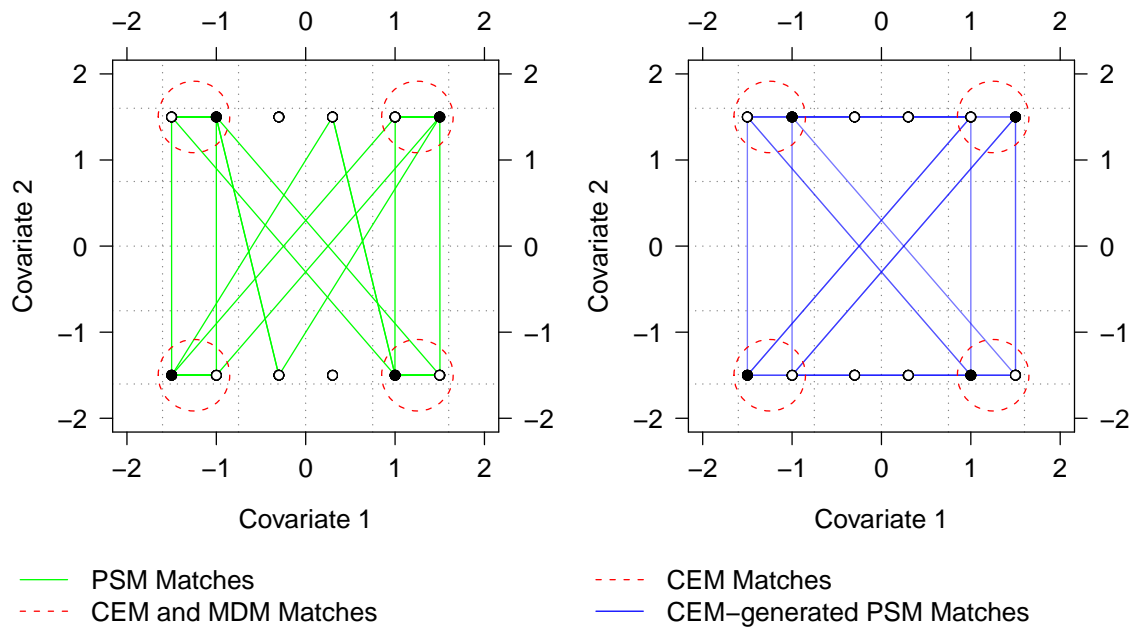 −2 −1 0 1 2
−2 −1 0 1 2
2 2 2 2
1 1 1 1
0 0 0 0
−1 −1 −1 −1
−2 −2 −2 −2
Covariate 2
Covariate 2
−2 −1 0 1 2
−2 −1 0 1 2
Covariate 1
Covariate 1
PSM Matches
CEM and MDM Matches
CEM Matches
CEM−generated PSM Matches